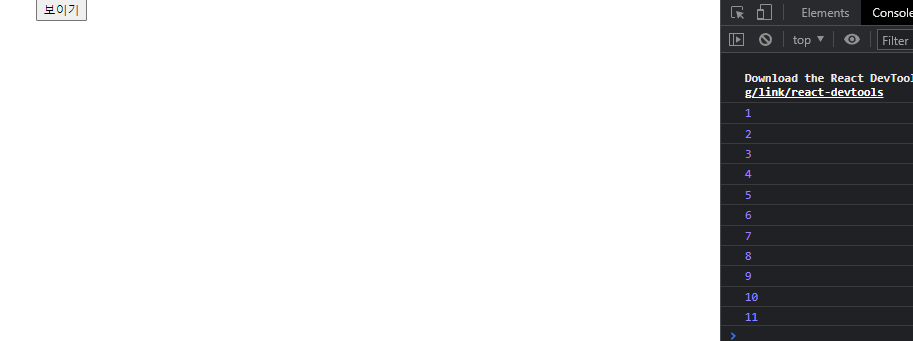 보이기
Elements Console
top Filter
Download the React DevTool
g/link/react-devtools
1
2
3
4
5
6
7
8
9
10
11